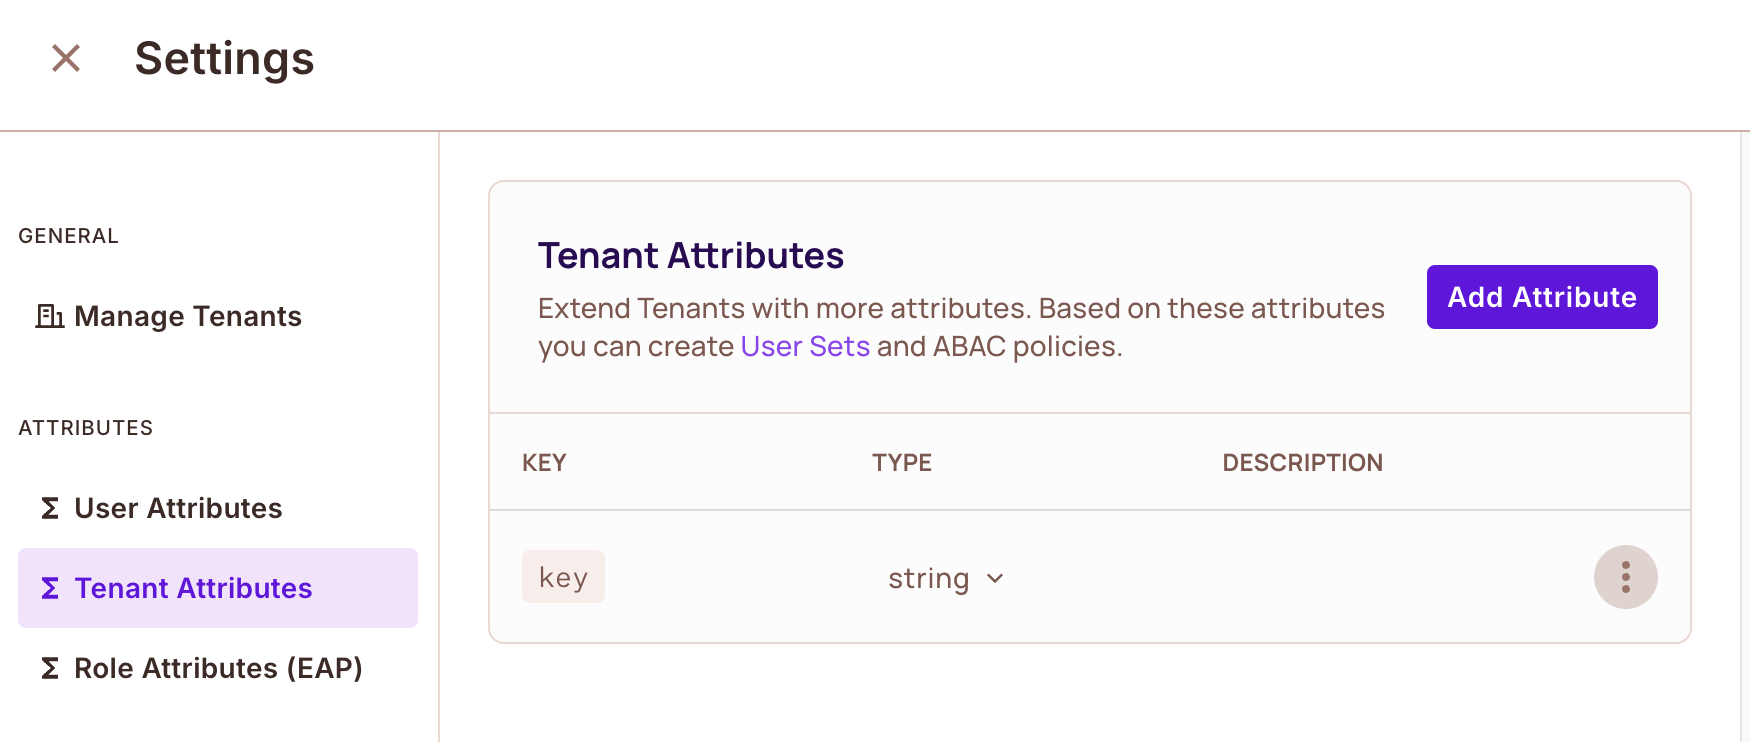 Settings
GENERAL
Manage Tenants
ATTRIBUTES
User Attributes
Tenant Attributes
Role Attributes (EAP)
Tenant Attributes
Extend Tenants with more attributes. Based on these attributes
you can create User Sets and ABAC policies.
Add Attribute
KEY TYPE DESCRIPTION
key string